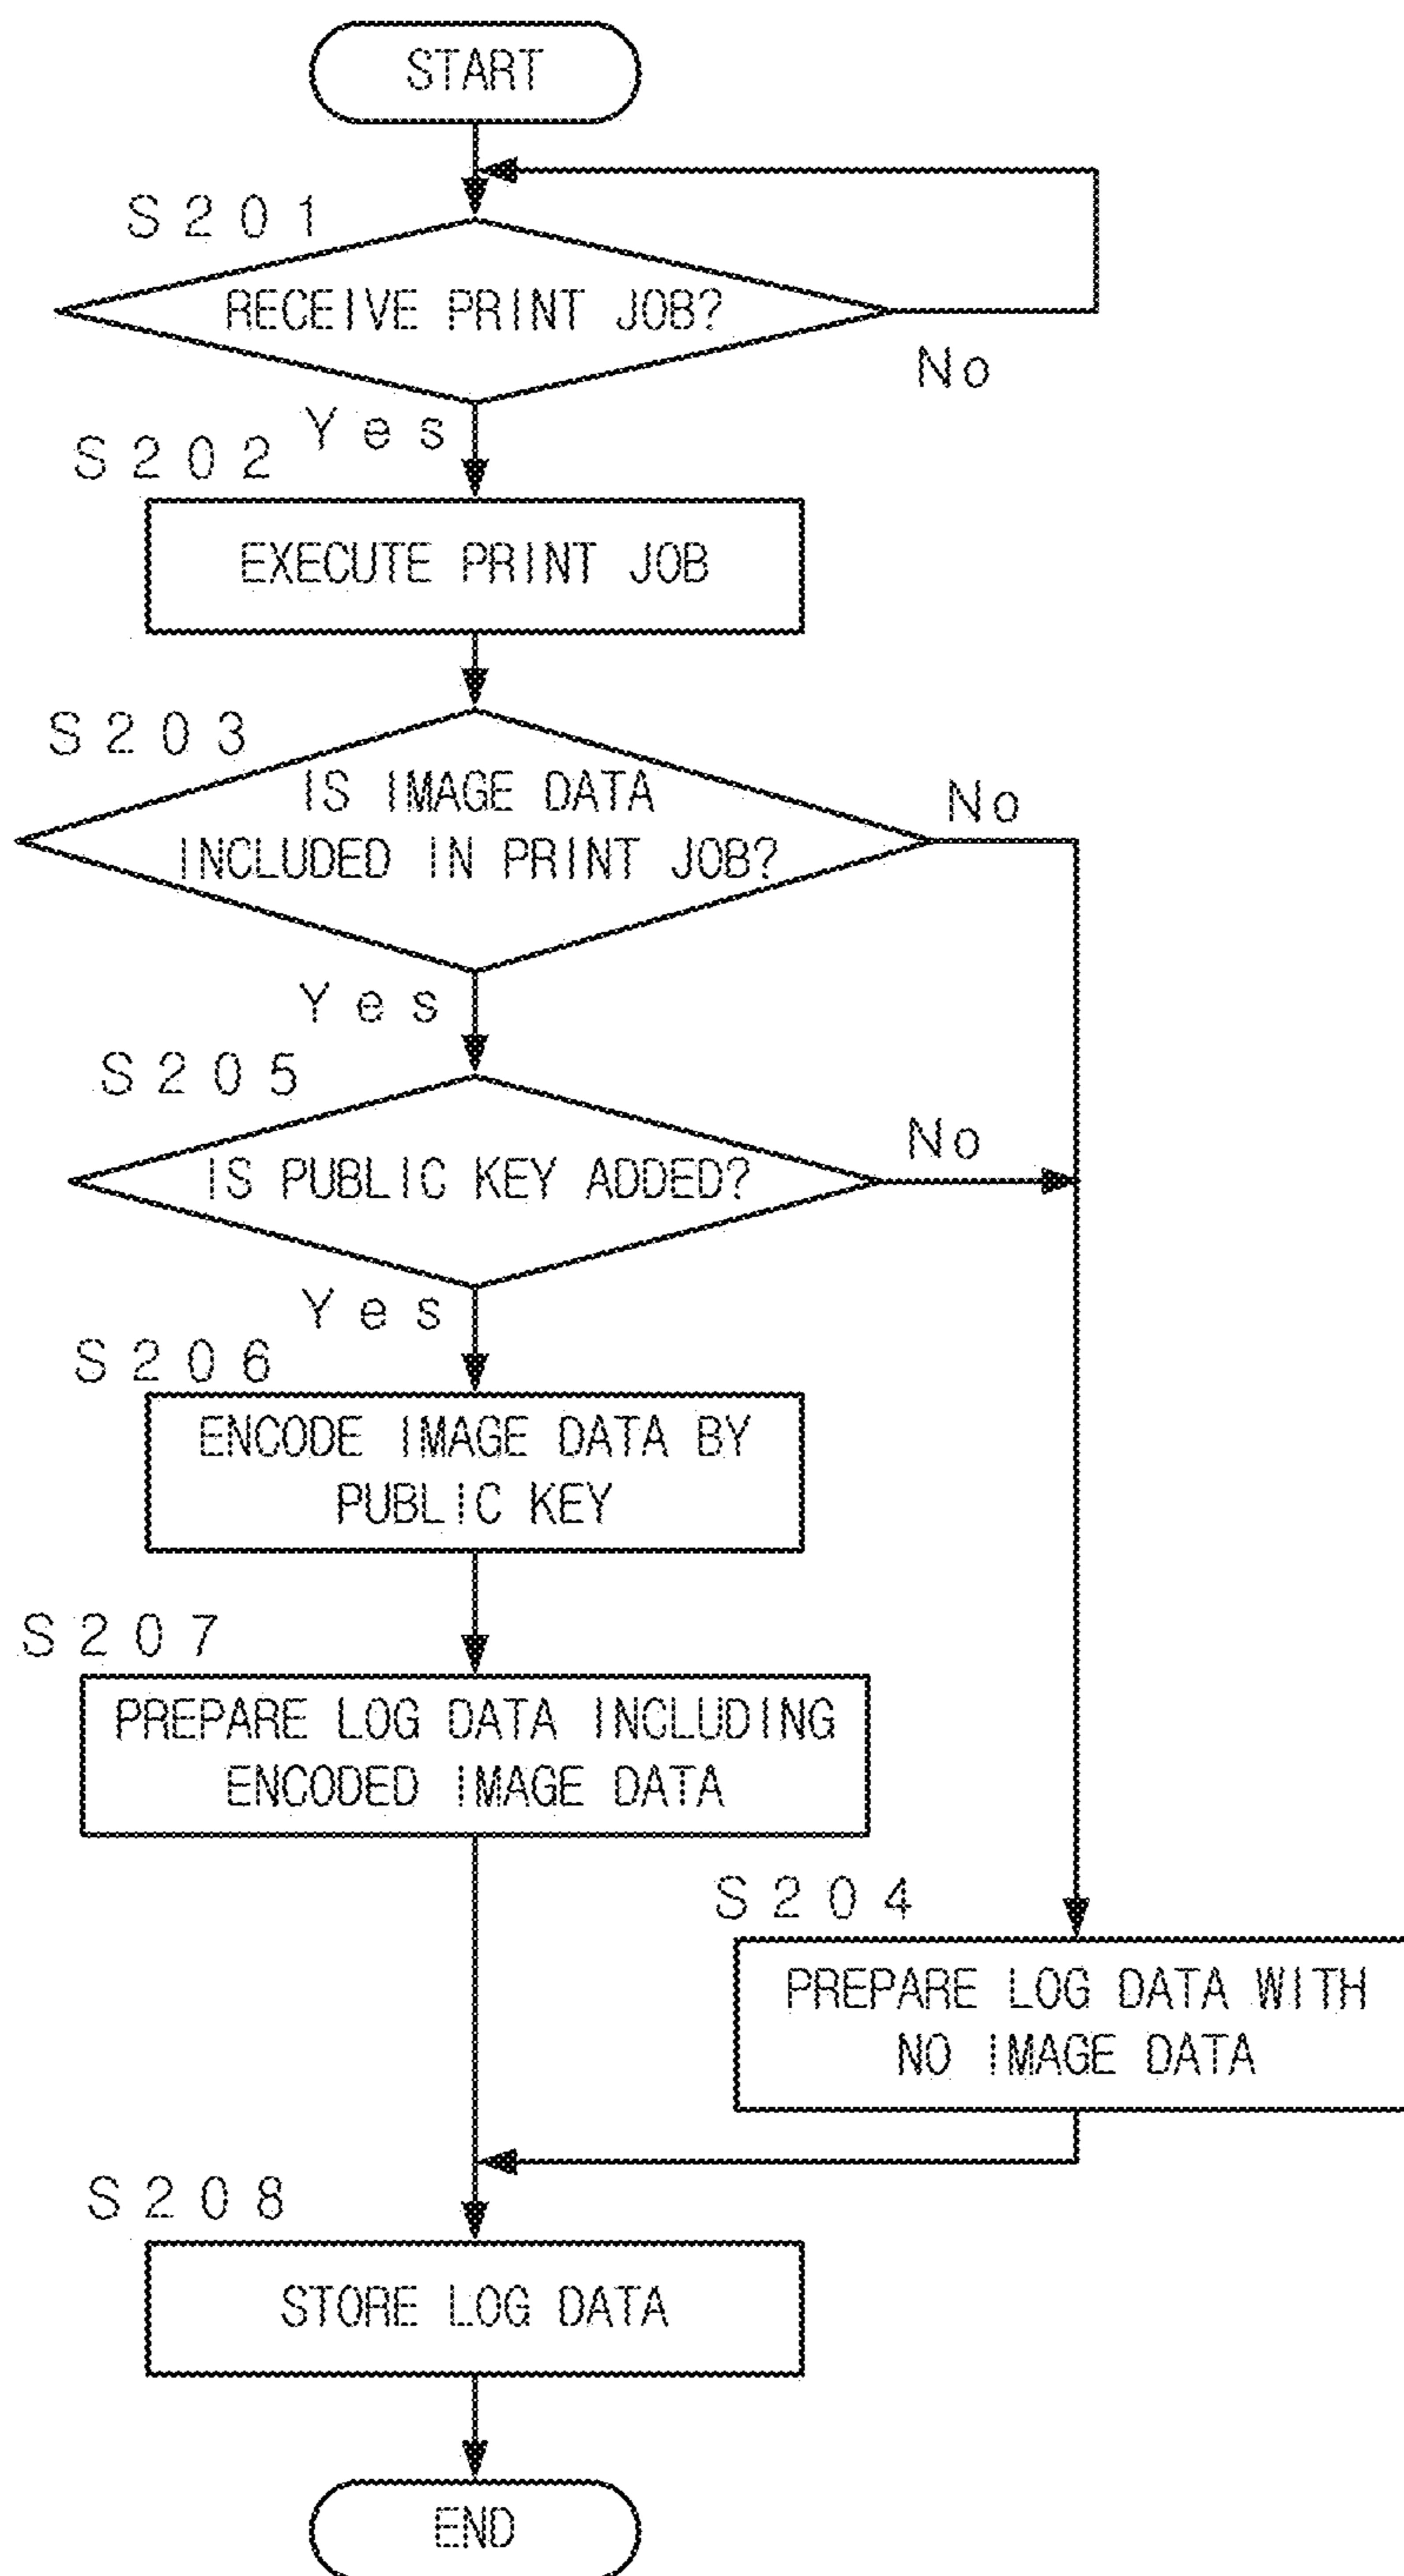 START
S201
RECEIVE PRINT JOB?
No
Yes
S202
EXECUTE PRINT JOB
S203
IS IMAGE DATA
INCLUDED IN PRINT JOB?
No
Yes
S205
IS PUBLIC KEY ADDED?
No
Yes
S206
ENCODE IMAGE DATA BY
PUBLIC KEY
S207
PREPARE LOG DATA INCLUDING
ENCODED IMAGE DATA
S204
PREPARE LOG DATA WITH
NO IMAGE DATA
S208
STORE LOG DATA
END